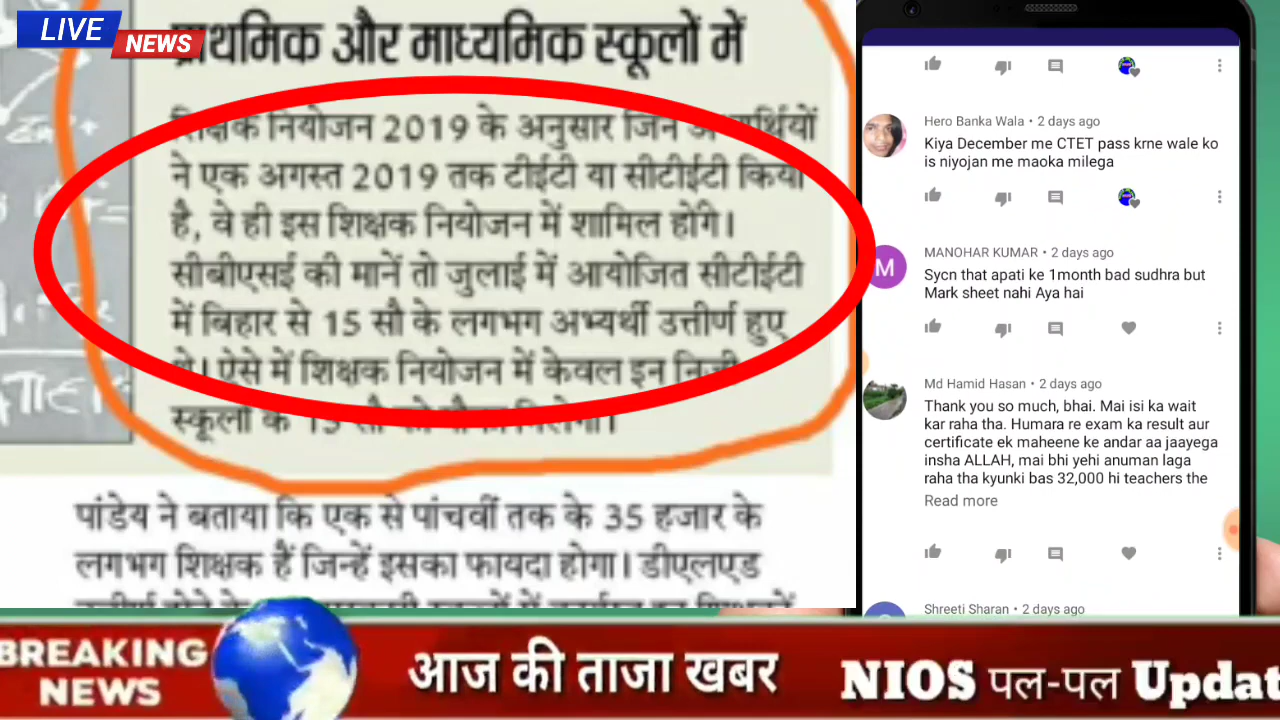 LIVE
NEWS
प्राथमिक और माध्यमिक स्कूलों में
शिक्षक नियोजन 2019 के अनुसार जिन
ने एक अगस्त 2019 तक टीईटी या सीटीईटी किया
है, वे ही इस शिक्षक नियोजन में शामिल होंगे।
सीबीएसई की मानें तो जुलाई में आयोजित सीटीईटी
में बिहार से 15 सौ के लगभग अभ्यर्थी उत्तीर्ण हुए
थे। ऐसे में शिक्षक नियोजन में केवल इन निजी
स्कूलों के 15
पांडेय ने बताया कि एक से पांचवीं तक के 35 हजार के
लगभग शिक्षक हैं जिन्हें इसका फायदा होगा। डीएलएड
Hero Banka Wala • 2 days ago
Kiya December me CTET pass krne wale ko
is niyojan me maoka milega
M
MANOHAR KUMAR • 2 days ago
Sycn that apati ke 1month bad sudhra but
Mark sheet nahi Aya hai
Md Hamid Hasan • 2 days ago
Thank you so much, bhai. Mai isi ka wait
kar raha tha. Humara re exam ka result aur
certificate ek maheene ke andar aa jaayega
insha ALLAH, mai bhi yehi anuman laga
raha tha kyunki bas 32,000 hi teachers the
Read more
Shreeti Sharan • 2 days ago
BREAKING
NEWS
आज की ताजा खबर
NIOS पल-पल Updat